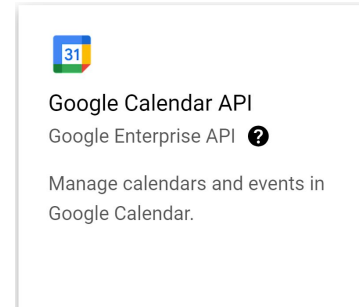 31
Google Calendar API
Google Enterprise API ?
Manage calendars and events in
Google Calendar.